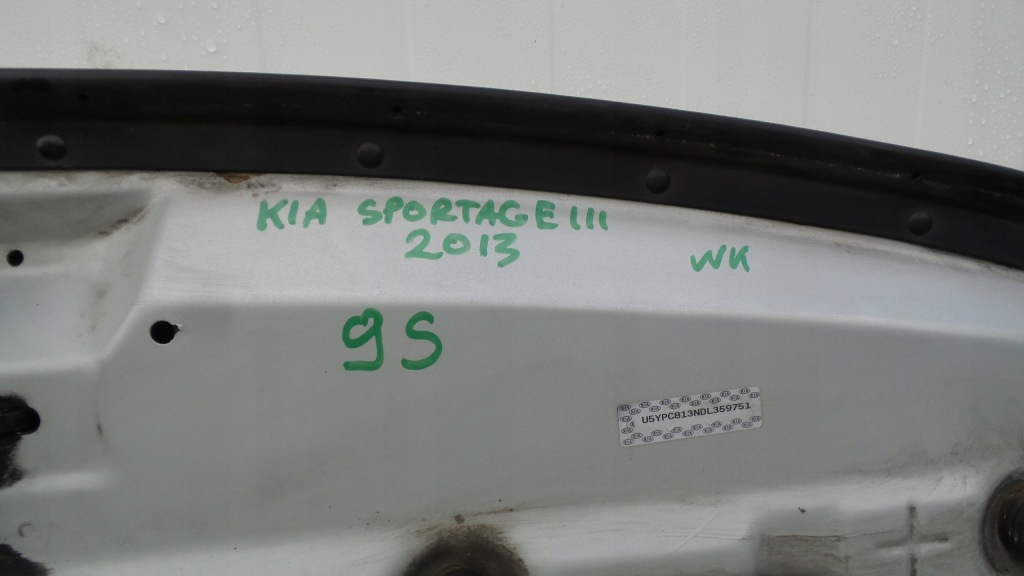 KIA SPORTAGE III
2013
WK
9S
U5YPC813NDL359751